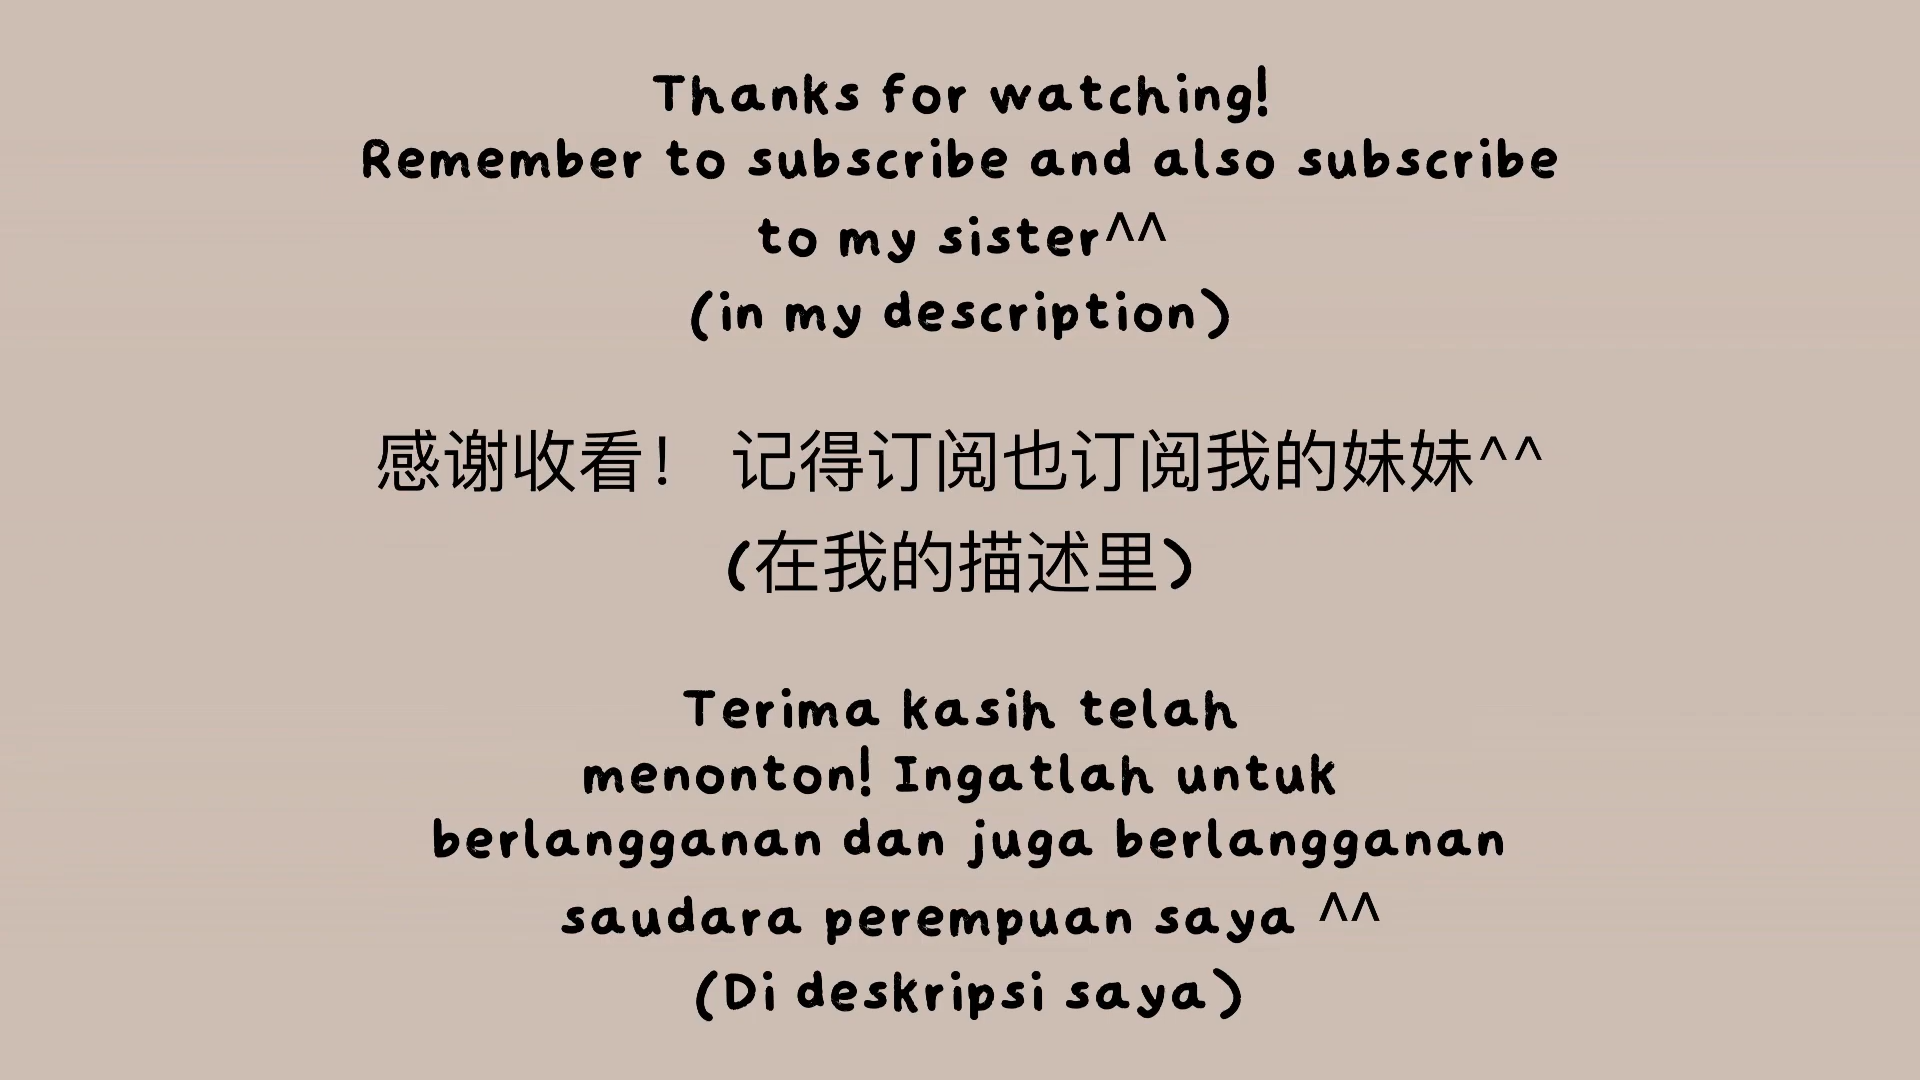 Thanks for watching!
Remember to subscribe and also subscribe
to my sister^^
(in my description)
感谢收看！ 记得订阅也订阅我的妹妹^^
(在我的描述里)
Terima kasih telah
menonton! Ingatlah untuk
berlangganan dan juga berlangganan
saudara perempuan saya ^^
(Di deskripsi saya)